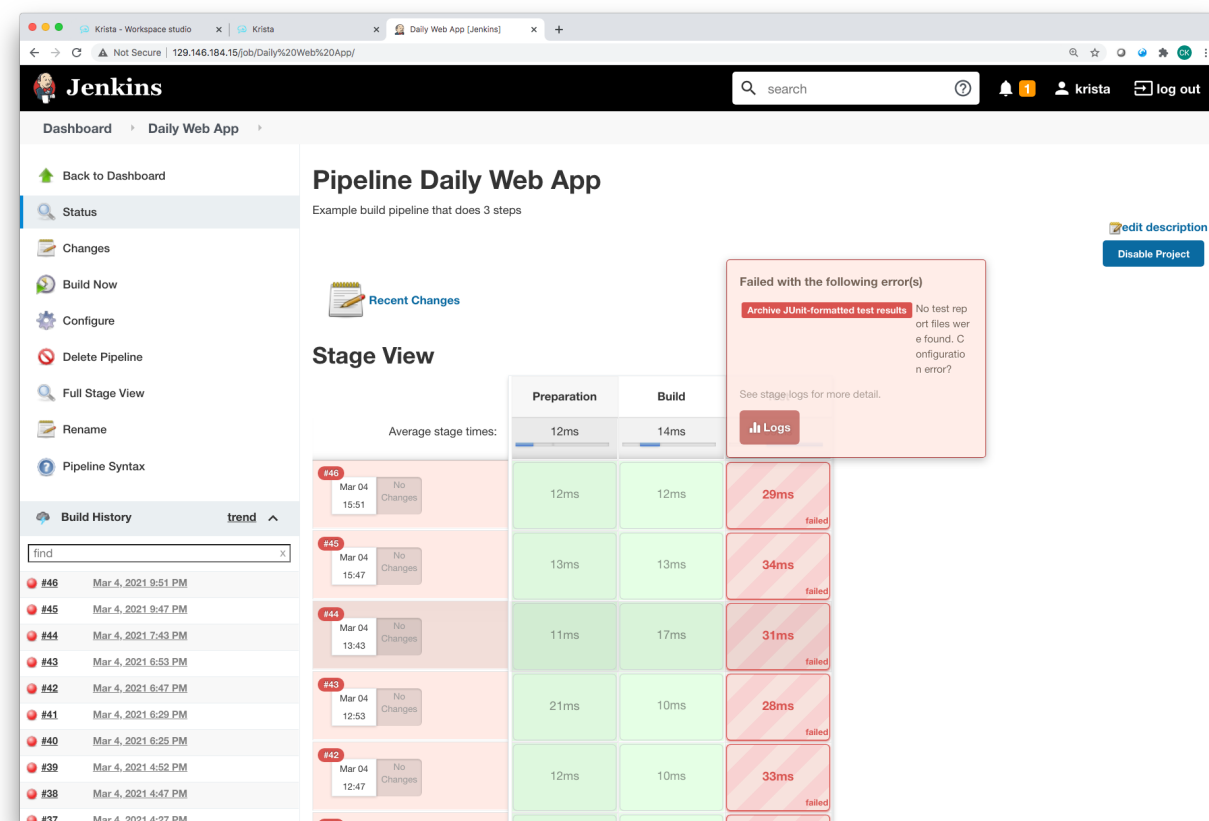 Krista - Workspace studio
Krista
Daily Web App [Jenkins]
Not Secure | 129.146.184.15/job/Daily%20Web%20App/
CK
Jenkins
search
1
krista
log out
Dashboard
Daily Web App
Back to Dashboard
Status
Changes
Build Now
Configure
Delete Pipeline
Full Stage View
Rename
Pipeline Syntax
Build History
trend
find
x
#46 Mar 4, 2021 9:51 PM
#45 Mar 4, 2021 9:47 PM
#44 Mar 4, 2021 7:43 PM
#43 Mar 4, 2021 6:53 PM
#42 Mar 4, 2021 6:47 PM
#41 Mar 4, 2021 6:29 PM
#40 Mar 4, 2021 6:25 PM
#39 Mar 4, 2021 4:52 PM
#38 Mar 4, 2021 4:47 PM
#37 Mar 4, 2021 4:27 PM
Pipeline Daily Web App
Example build pipeline that does 3 steps
edit description
Disable Project
Recent Changes
Failed with the following error(s)
Archive JUnit-formatted test results
No test rep
ort files wer
e found. C
onfiguratio
n error?
See stage logs for more detail.
Logs
Stage View
Preparation
Build
Average stage times:
12ms
14ms
#46
Mar 04
15:51
No
Changes
12ms
12ms
29ms
failed
#45
Mar 04
15:47
No
Changes
13ms
13ms
34ms
failed
#44
Mar 04
13:43
No
Changes
11ms
17ms
31ms
failed
#43
Mar 04
12:53
No
Changes
21ms
10ms
28ms
failed
#42
Mar 04
12:47
No
Changes
12ms
10ms
33ms
failed